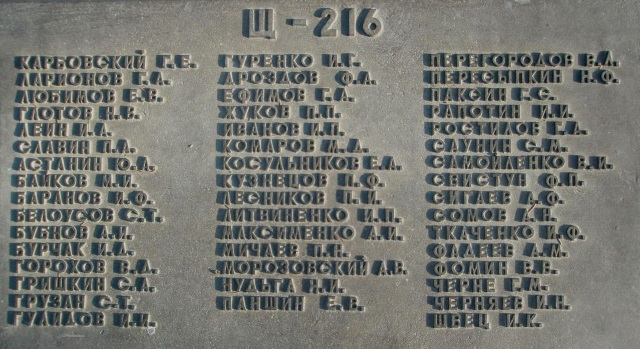 Щ-216
КАРБОВСКИЙ Г.Е.
ЛАРИОНОВ Г.А.
ЛЮБИМОВ Е.В.
ГЛОТОВ Н.В.
ЛЕИН И.А.
СЛАВИН П.А.
АСТАНИН Ю.А.
БАЙКОВ М.И.
БАРАНОВ И.Ф.
БЕЛОУСОВ С.Т.
БУБНОВ А.И.
БУРЧАК И.А.
ГОРОХОВ В.А.
ГРИШКИН С.А.
ГРУЗАН С.Т.
ГУЛИДОВ И.И.
ГУРЕНКО И.Г.
ДРОЗДОВ Ф.А.
ЕФИМОВ Г.А.
ЖУКОВ П.П.
ИВАНОВ И.П.
КОМАРОВ М.А.
КОСУЛЬНИКОВ Е.А.
КУЗНЕЦОВ Н.Ф.
ЛЕСНИКОВ П.И.
ЛИТВИНЕНКО И.П.
МАКСИМЕНКО А.И.
МИЧАЕВ П.Н.
МОРОЗОВСКИЙ А.В.
НУЛЬГА Н.И.
ПАНШИН Е.В.
ПЕРЕГОРОДОВ В.А.
ПЕРЕСЫПКИН Н.Ф.
ПАКСИН Г.С.
РАПОТИН И.И.
РОСТИЛОВ Г.А.
САУНИН С.М.
САМОЙЛЕНКО В.И.
СВИСТУН Ф.П.
СИГАЕВ А.Ф.
СОМОВ
ТКАЧЕНКО И.Ф.
ФАДЕЕВ А.М.
ФОМИН В.В.
ЧЕРНЕ Г.М.
ЧЕРНЯЕВ И.Н.
ШВЕЦ И.К.